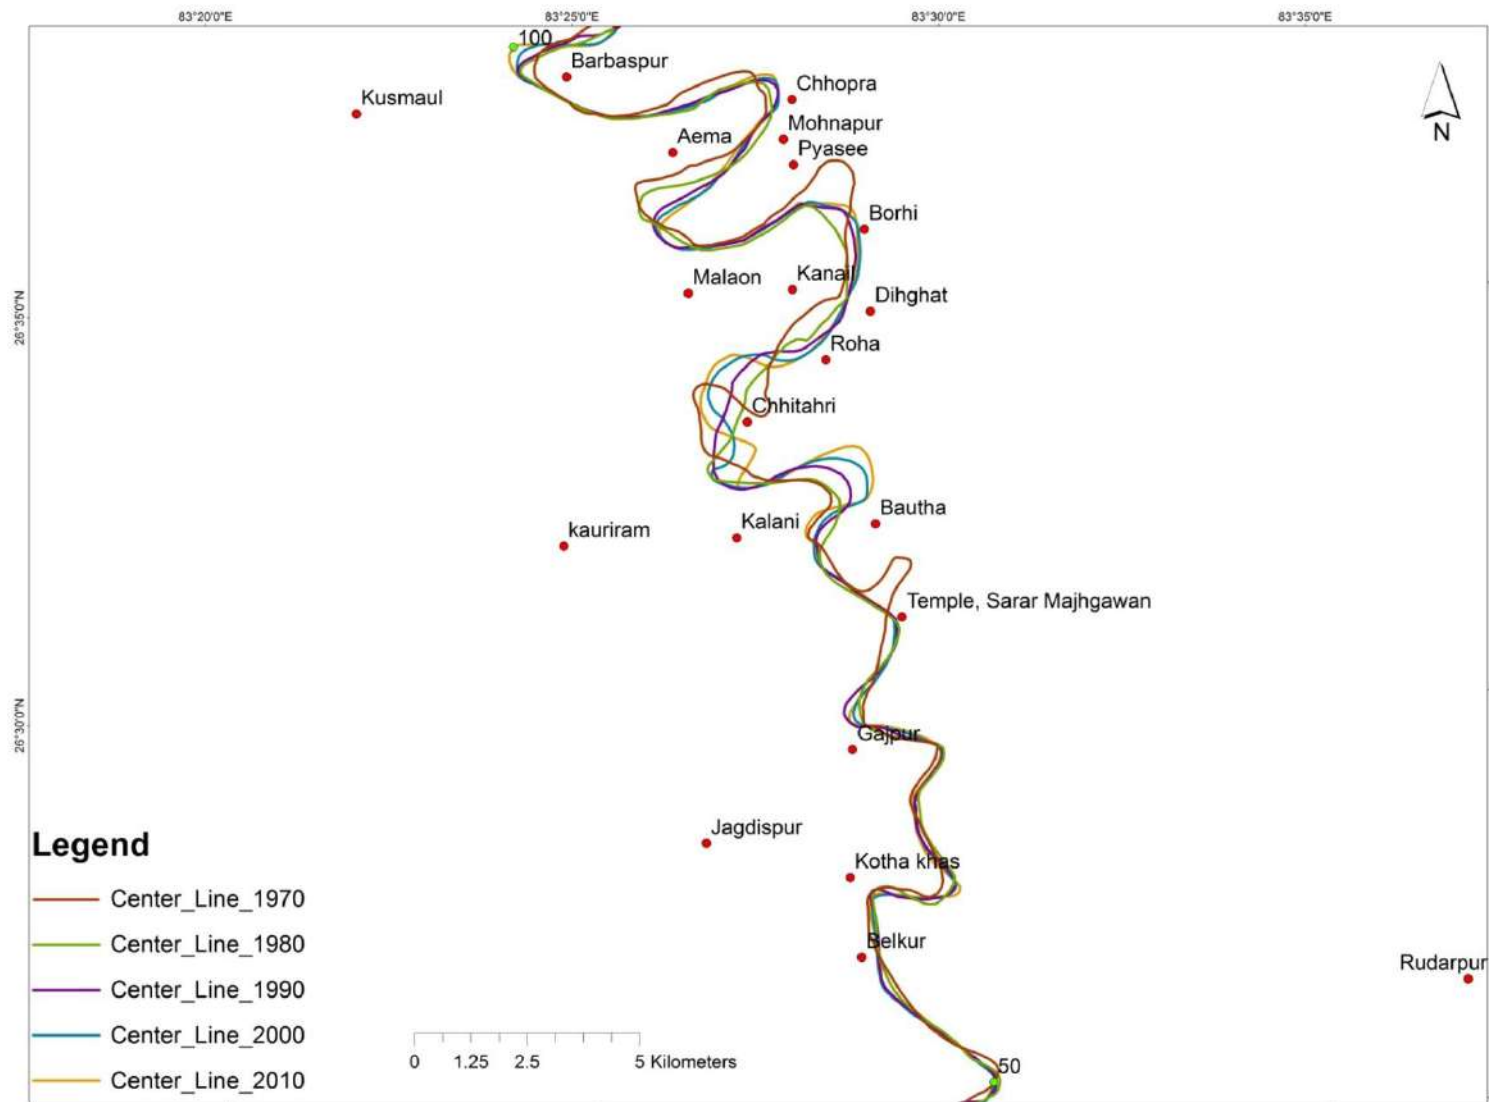 83°20'0"E
83°25'0"E
83°30'0"E
83°35'0"E
100
Barbaspur
Kusmaul
Chhopra
N
Mohnapur
Aema
Pyasee
Borhi
Malaon
Kanail
Dihghat
26°35'0"N
Roha
Chhitahri
Bautha
Kalani
kauriram
Temple, Sarar Majhgawan
26°30'0"N
Gajpur
Jagdispur
Kotha khas
Belkur
Rudarpur
50
Legend
Center_Line_1970
Center_Line_1980
Center_Line_1990
Center_Line_2000
Center_Line_2010
0 1.25 2.5 5 Kilometers